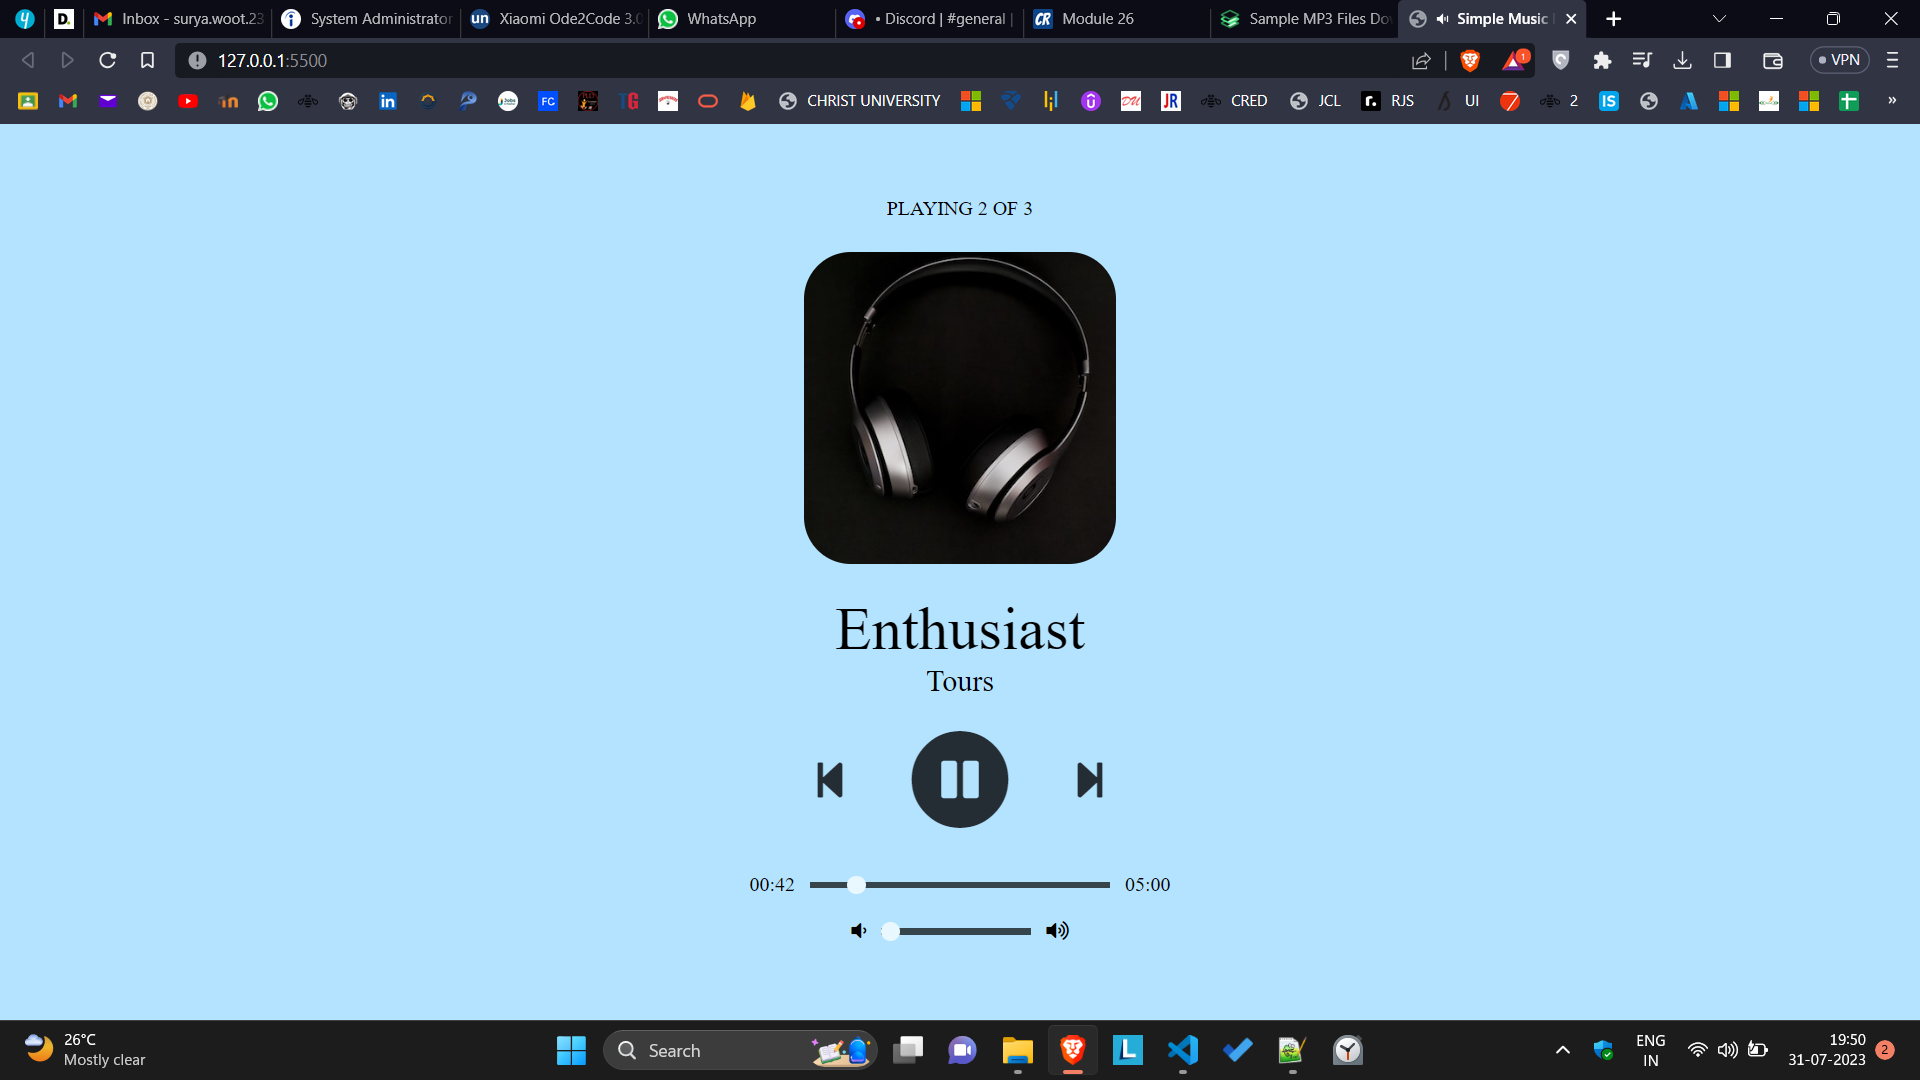 Inbox - surya.woot.23
System Administrator
Xiaomi Ode2Code 3.0
WhatsApp
• Discord | #general |
Module 26
Sample MP3 Files Dow
Simple Music
127.0.0.1:5500
1
VPN
CHRIST UNIVERSITY
CRED
JCL
RJS
UI
2
»
PLAYING 2 OF 3
Enthusiast
Tours
00:42
05:00
26°C
Mostly clear
Search
ENG
IN
19:50
31-07-2023
2